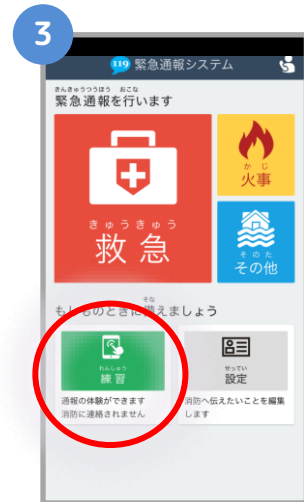 3
119 緊急通報システム
きんきゅうつうほう おこな
緊急通報を行います
きゅうきゅう
救急
かじ
火事
そのた
その他
そな
もしものときに備えましょう
れんしゅう
練習
通報の体験ができます
消防に連絡されません
せってい
設定
消防へ伝えたいことを編集
します